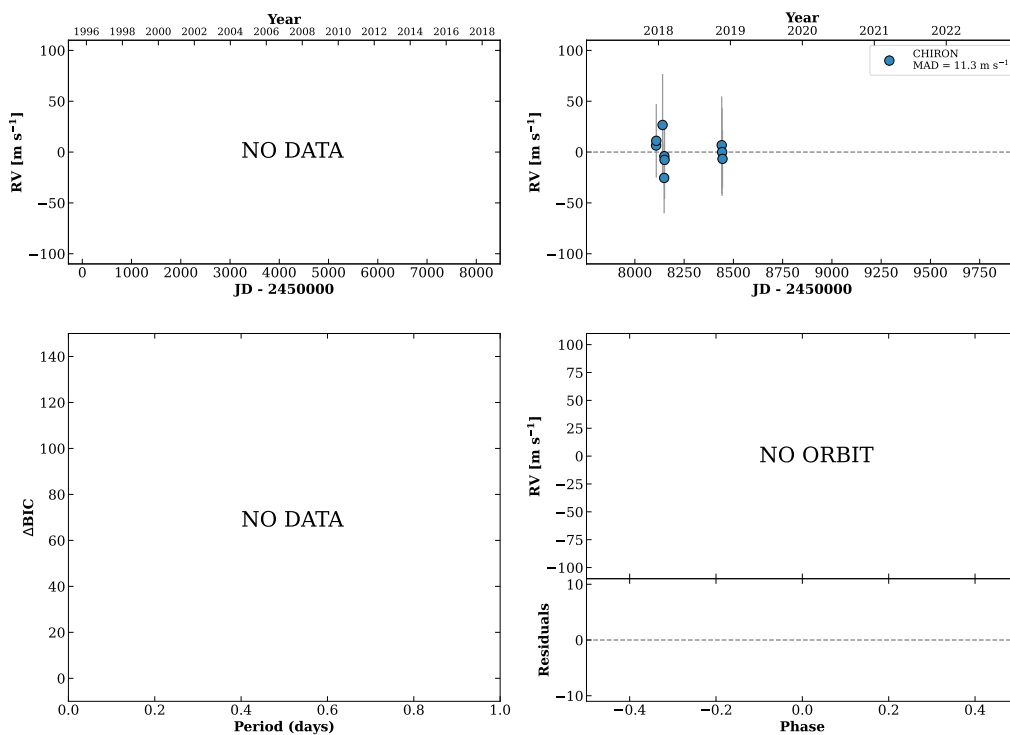 Year
1996 1998 2000 2002 2004 2006 2008 2010 2012 2014 2016 2018
100
50
0
−50
−100
RV [m s⁻¹]
NO DATA
0 1000 2000 3000 4000 5000 6000 7000 8000
JD - 2450000
Year
2018 2019 2020 2021 2022
CHIRON
MAD = 11.3 m s⁻¹
100
50
0
−50
−100
RV [m s⁻¹]
8000 8250 8500 8750 9000 9250 9500 9750
JD - 2450000
140
120
100
80
60
40
20
0
ΔBIC
NO DATA
0.0 0.2 0.4 0.6 0.8 1.0
Period (days)
100
75
50
25
0
−25
−50
−75
−100
RV [m s⁻¹]
NO ORBIT
10
0
−10
Residuals
−0.4 −0.2 0.0 0.2 0.4
Phase